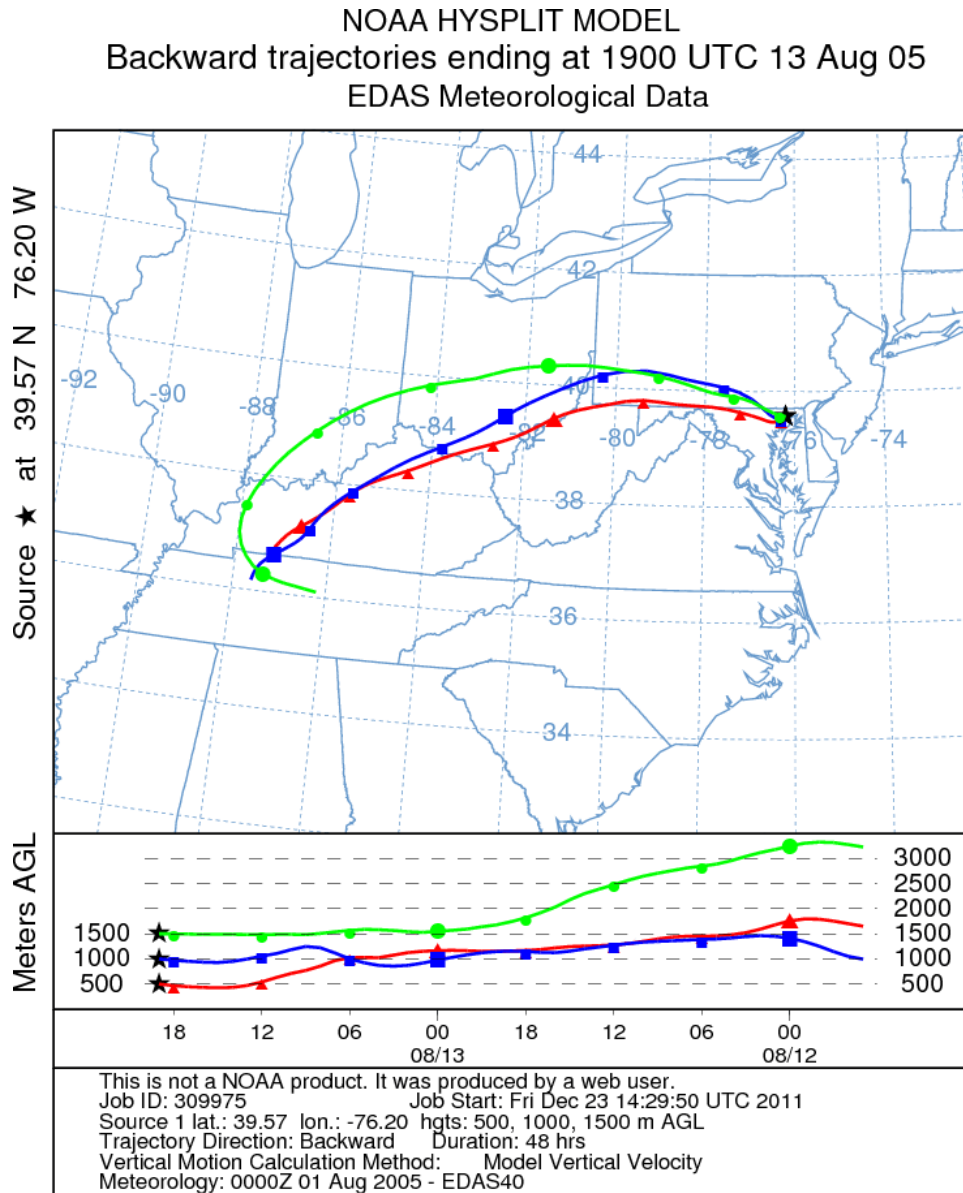 NOAA HYSPLIT MODEL
Backward trajectories ending at 1900 UTC 13 Aug 05
EDAS Meteorological Data
Source ★ at 39.57 N 76.20 W
44
42
40
-92
-90
-88
-86
-84
-82
-80
-78
-76
-74
38
36
34
Meters AGL
3000
2500
2000
1500 1500
1000 1000
500 500
18 12 06 00 18 12 06 00
08/13 08/12
This is not a NOAA product. It was produced by a web user.
Job ID: 309975 Job Start: Fri Dec 23 14:29:50 UTC 2011
Source 1 lat.: 39.57 lon.: -76.20 hgts: 500, 1000, 1500 m AGL
Trajectory Direction: Backward Duration: 48 hrs
Vertical Motion Calculation Method: Model Vertical Velocity
Meteorology: 0000Z 01 Aug 2005 - EDAS40